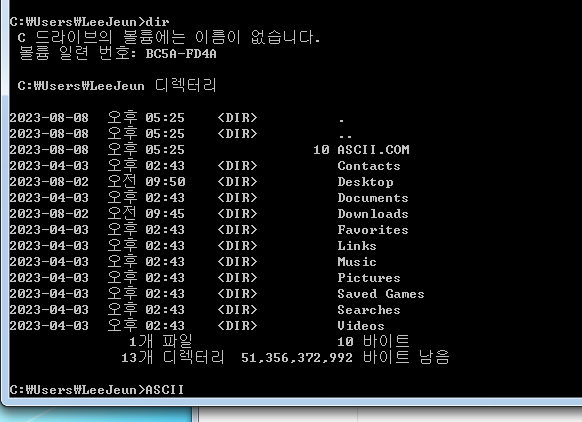 C:₩Users₩LeeJeun>dir
C 드라이브의 볼륨에는 이름이 없습니다.
볼륨 일련 번호: BC5A-FD4A
C:₩Users₩LeeJeun 디렉터리
2023-08-08 오후 05:25 <DIR> .
2023-08-08 오후 05:25 <DIR> ..
2023-08-08 오후 05:25 10 ASCII.COM
2023-04-03 오후 02:43 <DIR> Contacts
2023-08-02 오전 09:50 <DIR> Desktop
2023-04-03 오후 02:43 <DIR> Documents
2023-08-02 오전 09:45 <DIR> Downloads
2023-04-03 오후 02:43 <DIR> Favorites
2023-04-03 오후 02:43 <DIR> Links
2023-04-03 오후 02:43 <DIR> Music
2023-04-03 오후 02:43 <DIR> Pictures
2023-04-03 오후 02:43 <DIR> Saved Games
2023-04-03 오후 02:43 <DIR> Searches
2023-04-03 오후 02:43 <DIR> Videos
1개 파일 10 바이트
13개 디렉터리 51,356,372,992 바이트 남음
C:₩Users₩LeeJeun>ASCII